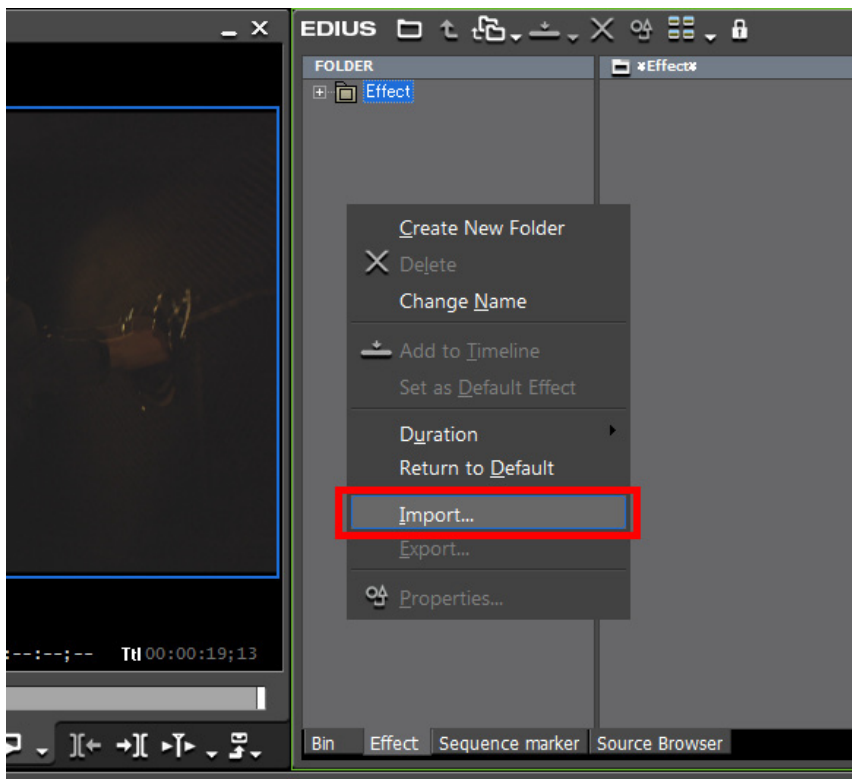 EDIUS
FOLDER
¥Effect¥
Effect
Create New Folder
Delete
Change Name
Add to Timeline
Set as Default Effect
Duration
Return to Default
Import...
Export...
Properties...
:--:--;-- Ttl 00:00:19;13
Bin Effect Sequence marker Source Browser